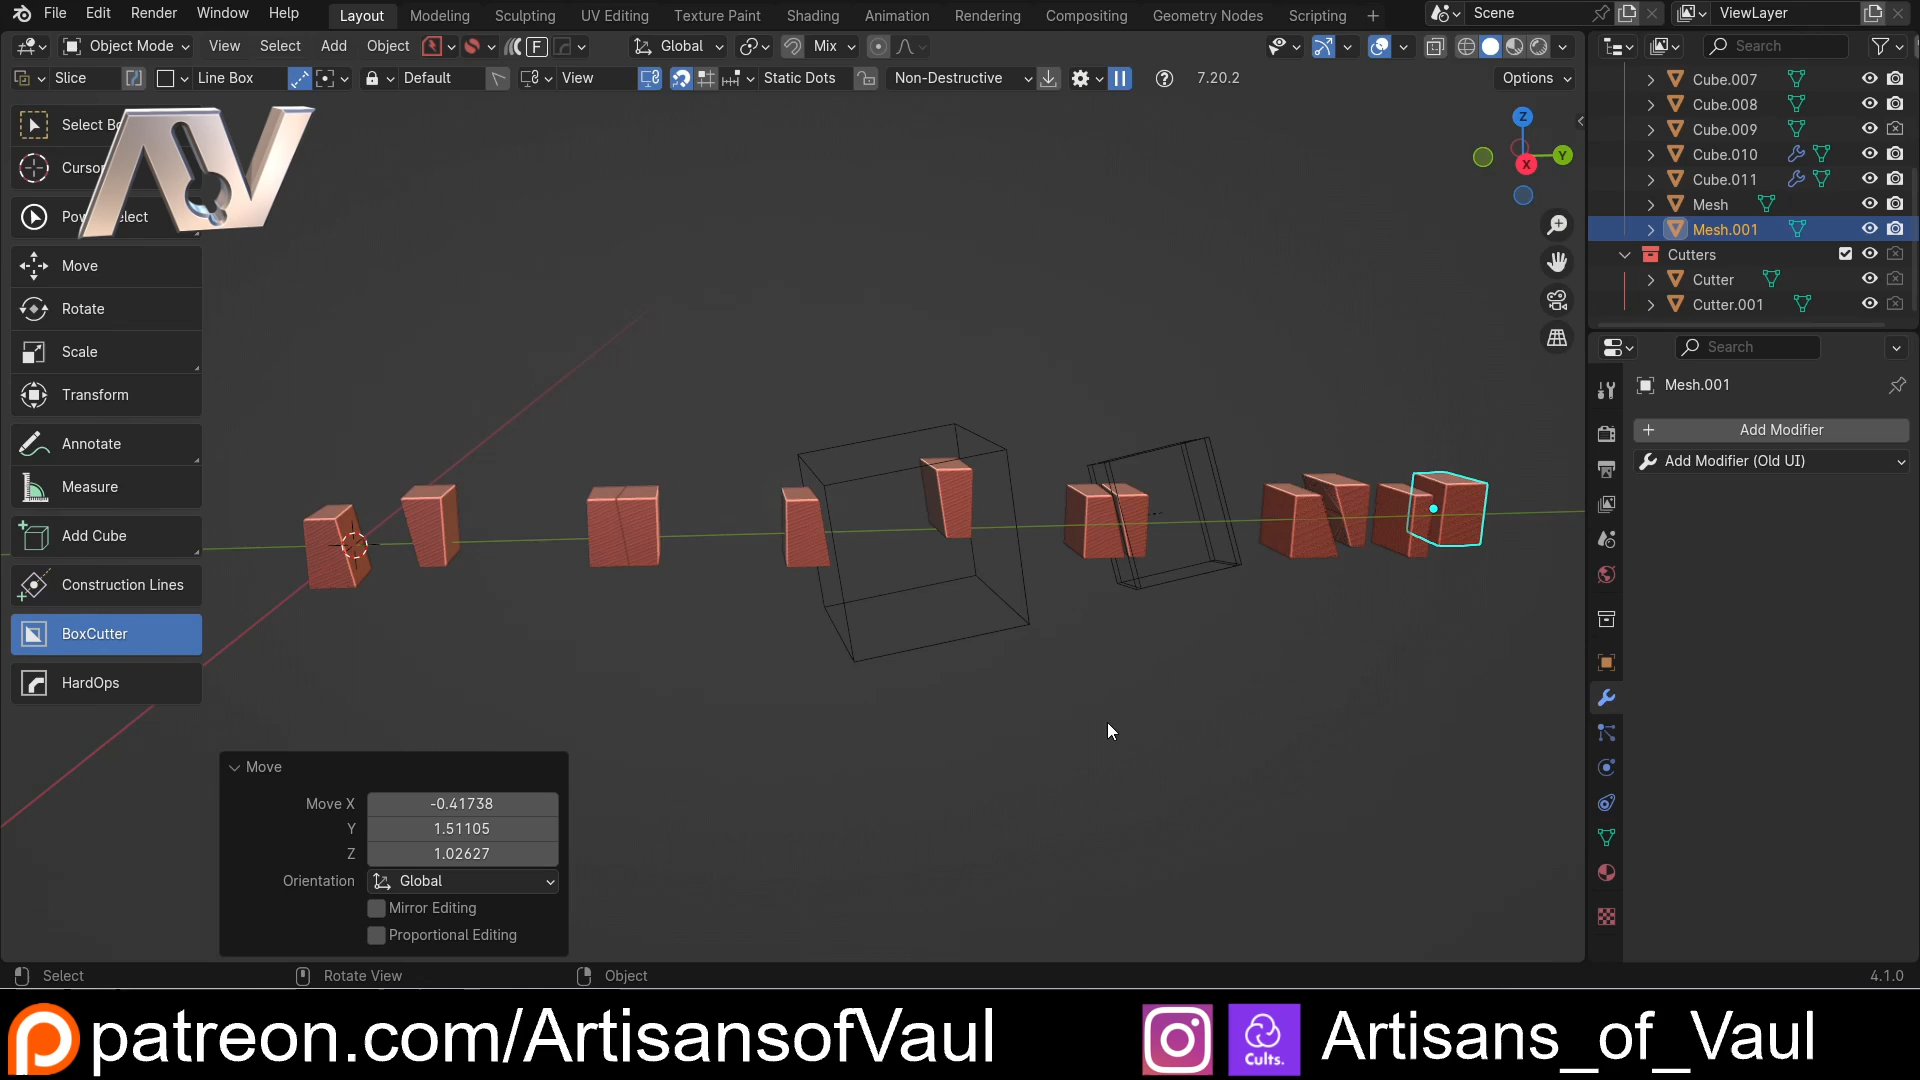 File Edit Render Window Help Layout Modeling Sculpting UV Editing Texture Paint Shading Animation Rendering Compositing Geometry Nodes Scripting + Scene ViewLayer
Object Mode View Select Add Object F Global Mix Search
Slice Line Box Default View Static Dots Non-Destructive 7.20.2 Options
Cube.007
Cube.008
Cube.009
Cube.010
Cube.011
Mesh
Mesh.001
Cutters
Cutter
Cutter.001
Z
Y
X
Move
Rotate
Scale
Transform
Annotate
Measure
Add Cube
Construction Lines
BoxCutter
HardOps
Search
Mesh.001
Add Modifier
Add Modifier (Old UI)
Move
Move X -0.41738
Y 1.51105
Z 1.02627
Orientation Global
Mirror Editing
Proportional Editing
Select Rotate View Object 4.1.0
patreon.com/ArtisansofVaul Cults. Artisans_of_Vaul